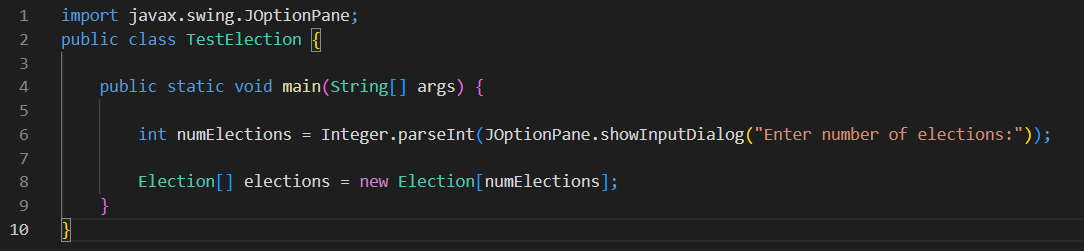 1 import javax.swing.JOptionPane;
2 public class TestElection {
3
4 public static void main(String[] args) {
5
6 int numElections = Integer.parseInt(JOptionPane.showInputDialog("Enter number of elections:"));
7
8 Election[] elections = new Election[numElections];
9 }
10 }